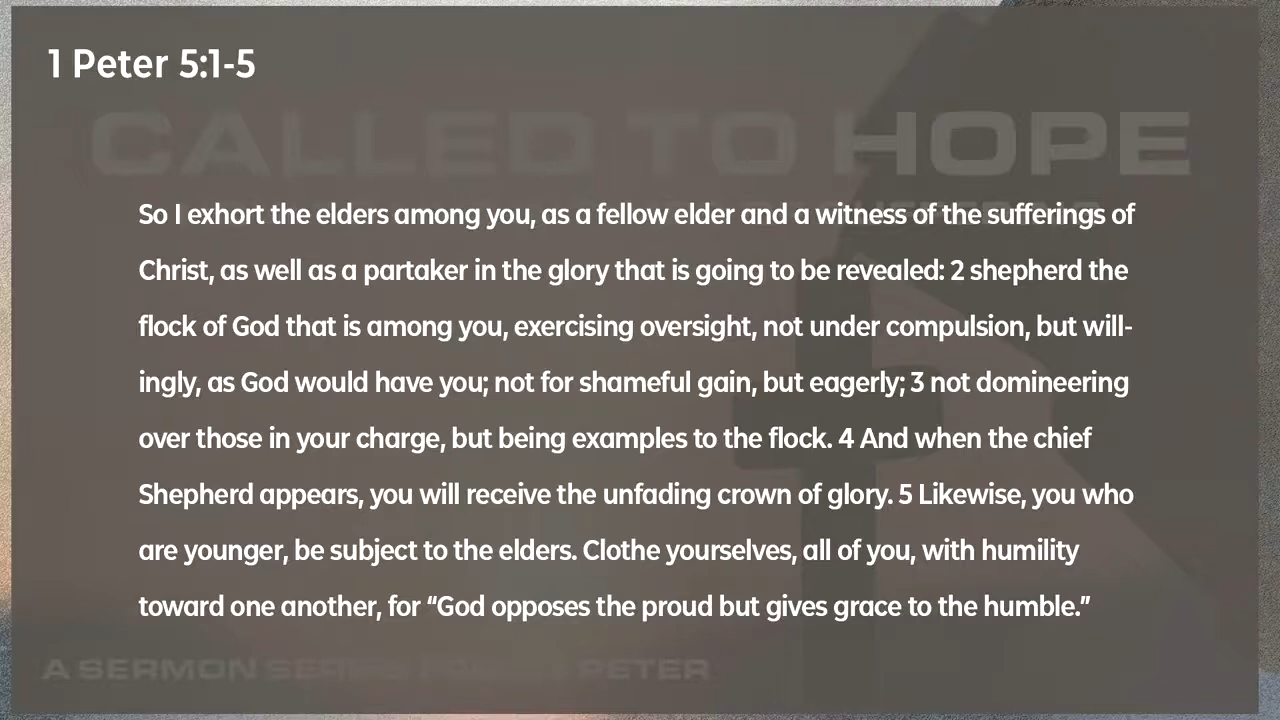 1 Peter 5:1-5
CALLED TO HOPE
So I exhort the elders among you, as a fellow elder and a witness of the sufferings of
Christ, as well as a partaker in the glory that is going to be revealed: 2 shepherd the
flock of God that is among you, exercising oversight, not under compulsion, but will-
ingly, as God would have you; not for shameful gain, but eagerly; 3 not domineering
over those in your charge, but being examples to the flock. 4 And when the chief
Shepherd appears, you will receive the unfading crown of glory. 5 Likewise, you who
are younger, be subject to the elders. Clothe yourselves, all of you, with humility
toward one another, for “God opposes the proud but gives grace to the humble.”
A SERMON SERIES PETER